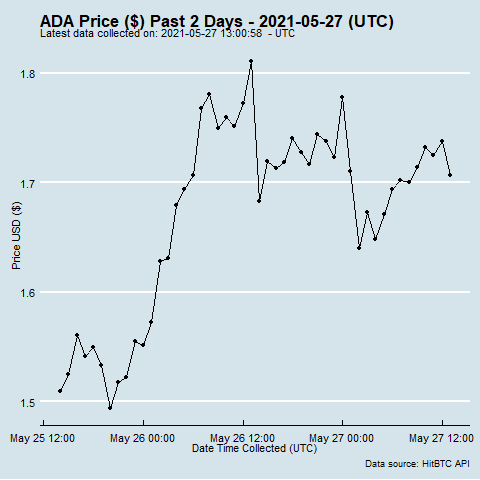 ADA Price ($) Past 2 Days - 2021-05-27 (UTC)
Latest data collected on: 2021-05-27 13:00:58 - UTC
1.8
1.7
1.6
1.5
Price USD ($)
May 25 12:00 May 26 00:00 May 26 12:00 May 27 00:00 May 27 12:00
Date Time Collected (UTC)
Data source: HitBTC API